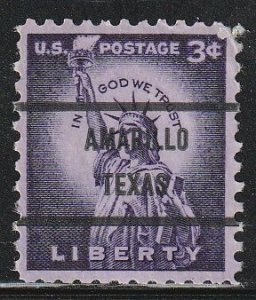 U.S. POSTAGE 3¢
IN GOD WE TRUST
AMARILLO
TEXAS
LIBERTY